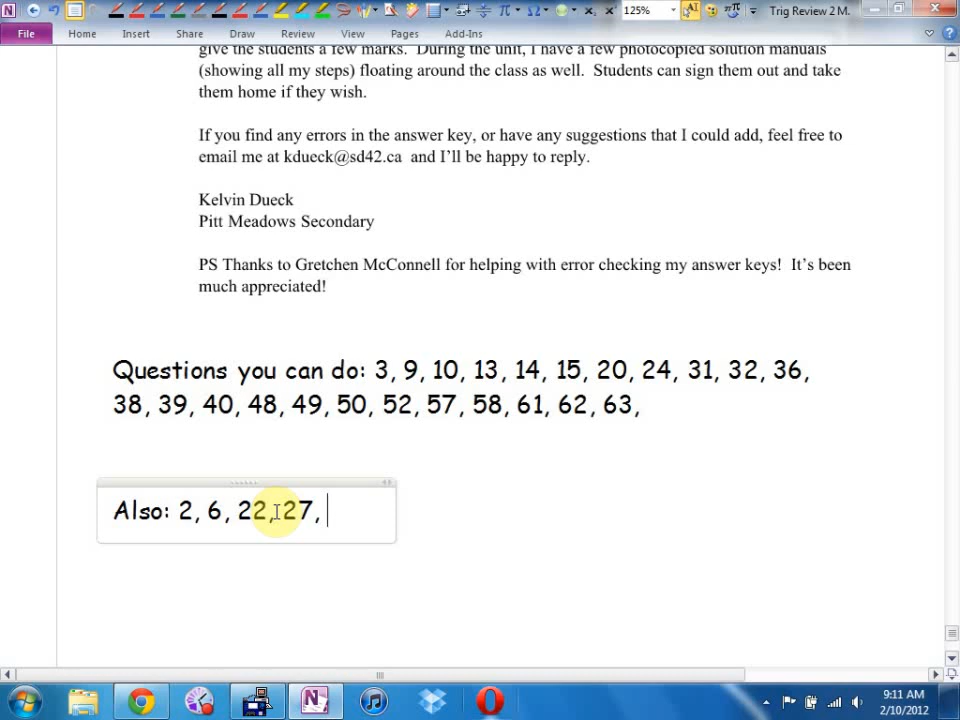 125%
Trig Review 2 M.
File Home Insert Share Draw Review View Pages Add-Ins
give the students a few marks. During the unit, I have a few photocopied solution manuals
(showing all my steps) floating around the class as well. Students can sign them out and take
them home if they wish.
If you find any errors in the answer key, or have any suggestions that I could add, feel free to
email me at kdueck@sd42.ca and I'll be happy to reply.
Kelvin Dueck
Pitt Meadows Secondary
PS Thanks to Gretchen McConnell for helping with error checking my answer keys! It's been
much appreciated!
Questions you can do: 3, 9, 10, 13, 14, 15, 20, 24, 31, 32, 36,
38, 39, 40, 48, 49, 50, 52, 57, 58, 61, 62, 63,
Also: 2, 6, 22, 27,
9:11 AM
2/10/2012